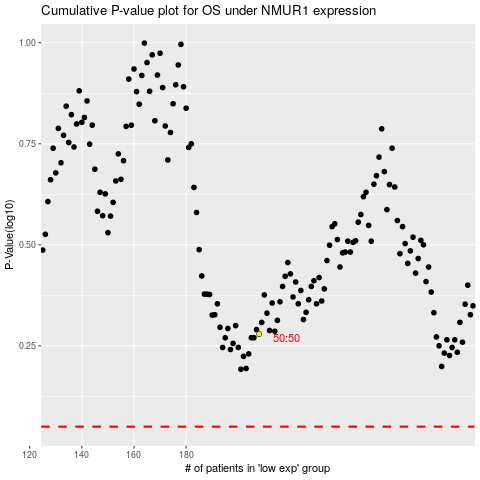 Cumulative P-value plot for OS under NMUR1 expression
P-Value(log10)
1.00
0.75
0.50
0.25
50:50
120 140 160 180
# of patients in 'low exp' group